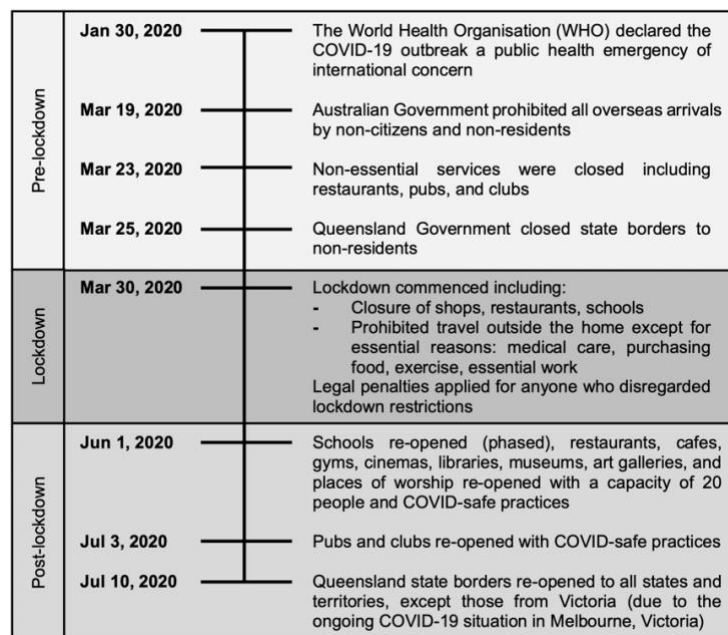 Pre-lockdown
Jan 30, 2020
The World Health Organisation (WHO) declared the
COVID-19 outbreak a public health emergency of
international concern
Mar 19, 2020
Australian Government prohibited all overseas arrivals
by non-citizens and non-residents
Mar 23, 2020
Non-essential services were closed including
restaurants, pubs, and clubs
Mar 25, 2020
Queensland Government closed state borders to
non-residents
Lockdown
Mar 30, 2020
Lockdown commenced including:
- Closure of shops, restaurants, schools
- Prohibited travel outside the home except for
essential reasons: medical care, purchasing
food, exercise, essential work
Legal penalties applied for anyone who disregarded
lockdown restrictions
Post-lockdown
Jun 1, 2020
Schools re-opened (phased), restaurants, cafes,
gyms, cinemas, libraries, museums, art galleries, and
places of worship re-opened with a capacity of 20
people and COVID-safe practices
Jul 3, 2020
Pubs and clubs re-opened with COVID-safe practices
Jul 10, 2020
Queensland state borders re-opened to all states and
territories, except those from Victoria (due to the
ongoing COVID-19 situation in Melbourne, Victoria)